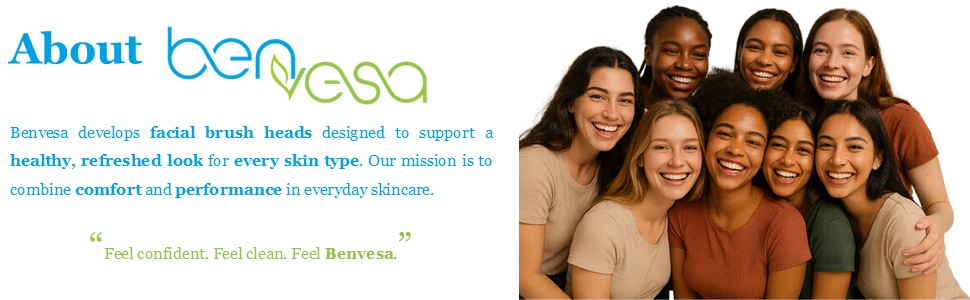 About benvesa
Benvesa develops facial brush heads designed to support a
healthy, refreshed look for every skin type. Our mission is to
combine comfort and performance in everyday skincare.
“Feel confident. Feel clean. Feel Benvesa.”